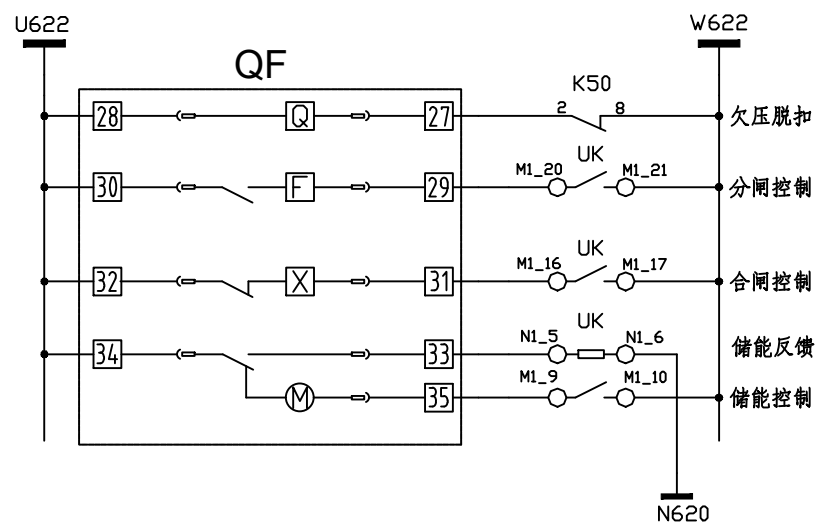 U622 W622
QF
K50
28 Q 27 2 8 欠压脱扣
UK
30 F 29 M1_20 M1_21 分闸控制
UK
32 X 31 M1_16 M1_17 合闸控制
UK
34 33 N1_5 N1_6 储能反馈
M 35 M1_9 M1_10 储能控制
N620